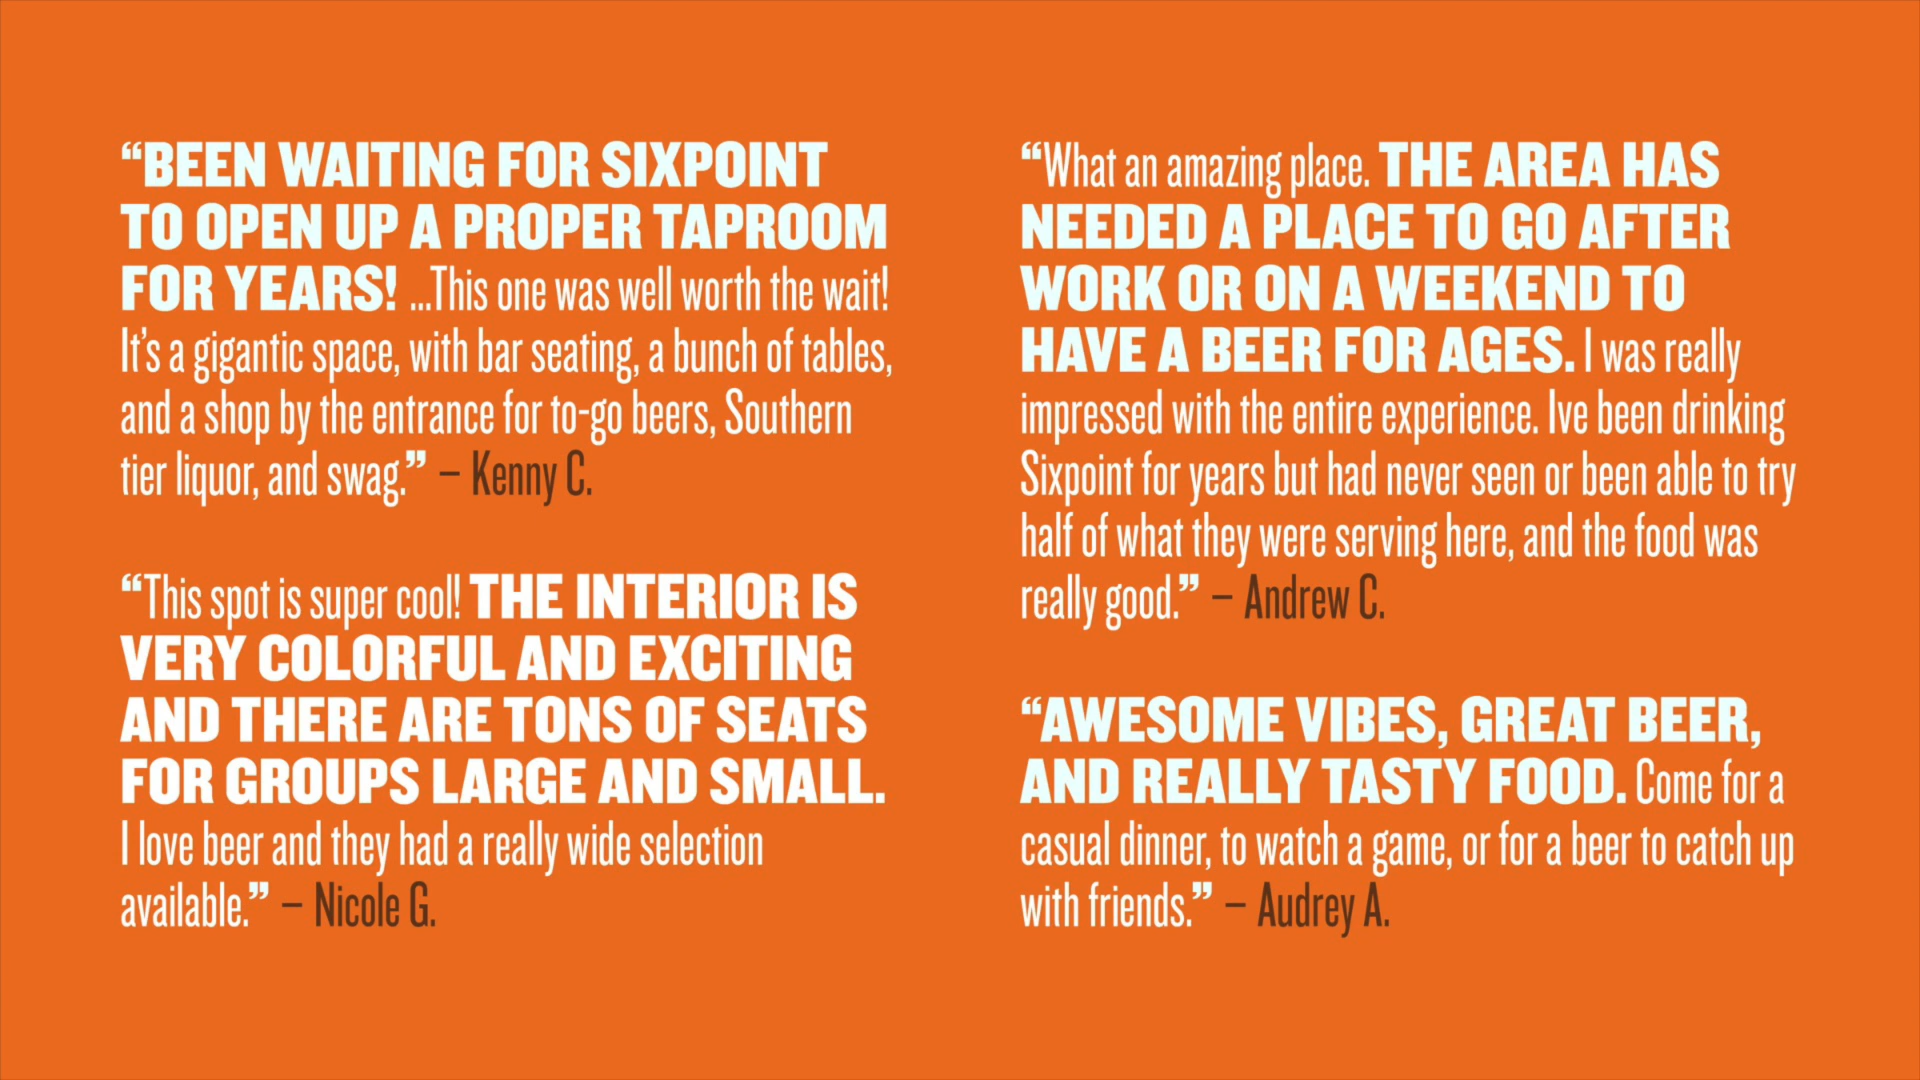 “BEEN WAITING FOR SIXPOINT
TO OPEN UP A PROPER TAPROOM
FOR YEARS! ...This one was well worth the wait!
It’s a gigantic space, with bar seating, a bunch of tables,
and a shop by the entrance for to-go beers, Southern
tier liquor, and swag.” – Kenny C.
“This spot is super cool! THE INTERIOR IS
VERY COLORFUL AND EXCITING
AND THERE ARE TONS OF SEATS
FOR GROUPS LARGE AND SMALL.
I love beer and they had a really wide selection
available.” – Nicole G.
“What an amazing place. THE AREA HAS
NEEDED A PLACE TO GO AFTER
WORK OR ON A WEEKEND TO
HAVE A BEER FOR AGES. I was really
impressed with the entire experience. Ive been drinking
Sixpoint for years but had never seen or been able to try
half of what they were serving here, and the food was
really good.” – Andrew C.
“AWESOME VIBES, GREAT BEER,
AND REALLY TASTY FOOD. Come for a
casual dinner, to watch a game, or for a beer to catch up
with friends.” – Audrey A.